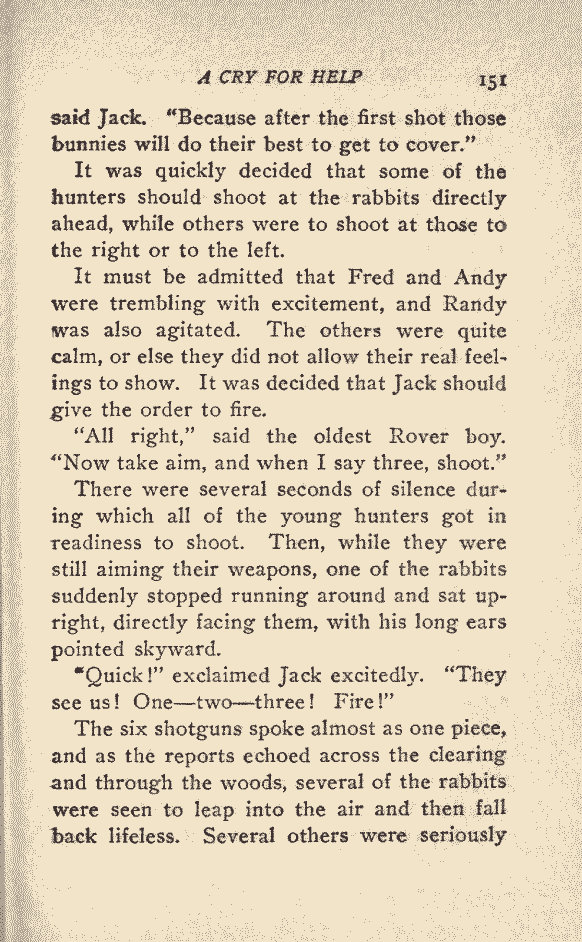 A CRY FOR HELP 151
said Jack. "Because after the first shot those
bunnies will do their best to get to cover."
It was quickly decided that some of the
hunters should shoot at the rabbits directly
ahead, while others were to shoot at those to
the right or to the left.
It must be admitted that Fred and Andy
were trembling with excitement, and Randy
was also agitated. The others were quite
calm, or else they did not allow their real feel-
ings to show. It was decided that Jack should
give the order to fire.
"All right," said the oldest Rover boy.
"Now take aim, and when I say three, shoot."
There were several seconds of silence dur-
ing which all of the young hunters got in
readiness to shoot. Then, while they were
still aiming their weapons, one of the rabbits
suddenly stopped running around and sat up-
right, directly facing them, with his long ears
pointed skyward.
"Quick!" exclaimed Jack excitedly. "They
see us! One—two—three! Fire!"
The six shotguns spoke almost as one piece,
and as the reports echoed across the clearing
and through the woods, several of the rabbits
were seen to leap into the air and then fall
back lifeless. Several others were seriously